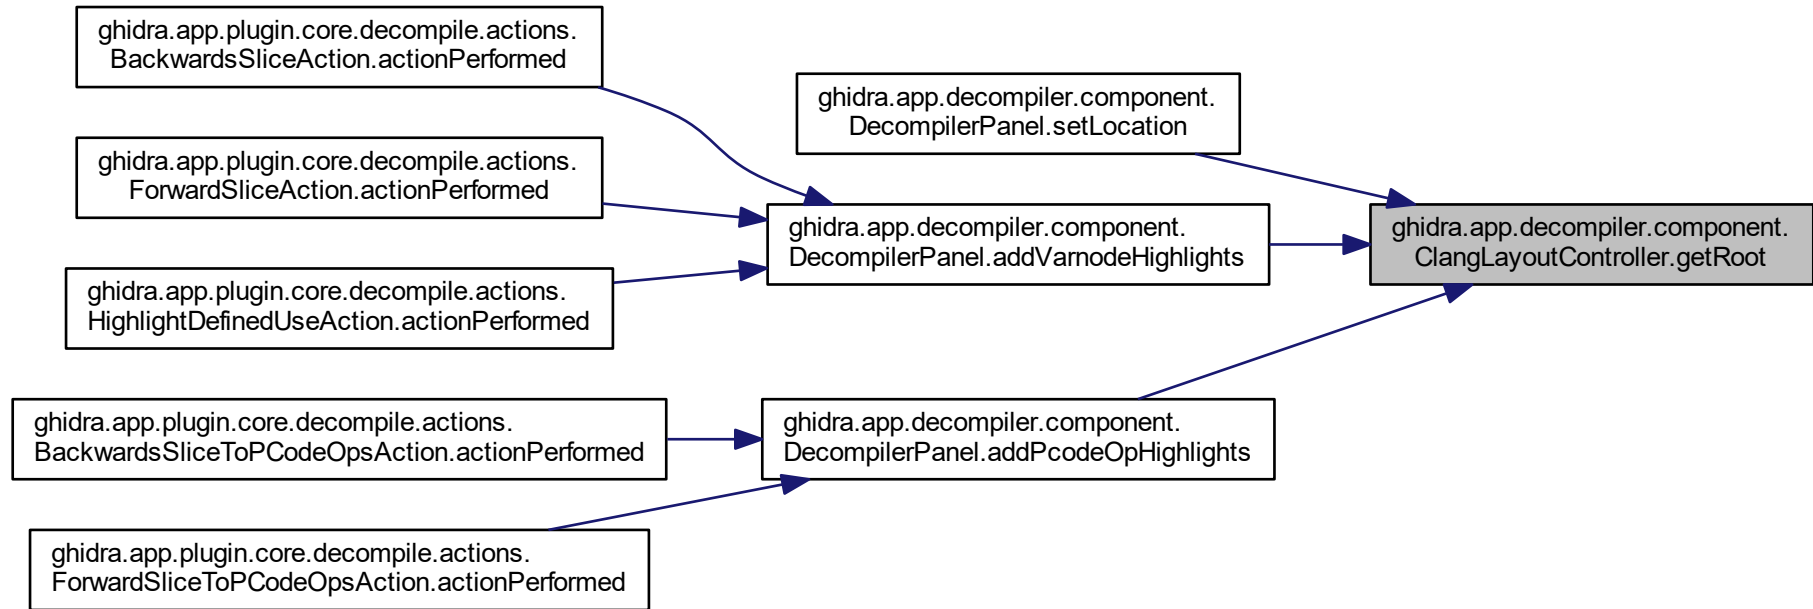 ghidra.app.plugin.core.decompile.actions.
BackwardsSliceAction.actionPerformed
ghidra.app.plugin.core.decompile.actions.
ForwardSliceAction.actionPerformed
ghidra.app.plugin.core.decompile.actions.
HighlightDefinedUseAction.actionPerformed
ghidra.app.plugin.core.decompile.actions.
BackwardsSliceToPCodeOpsAction.actionPerformed
ghidra.app.plugin.core.decompile.actions.
ForwardSliceToPCodeOpsAction.actionPerformed
ghidra.app.decompiler.component.
DecompilerPanel.setLocation
ghidra.app.decompiler.component.
DecompilerPanel.addVarnodeHighlights
ghidra.app.decompiler.component.
DecompilerPanel.addPcodeOpHighlights
ghidra.app.decompiler.component.
ClangLayoutController.getRoot